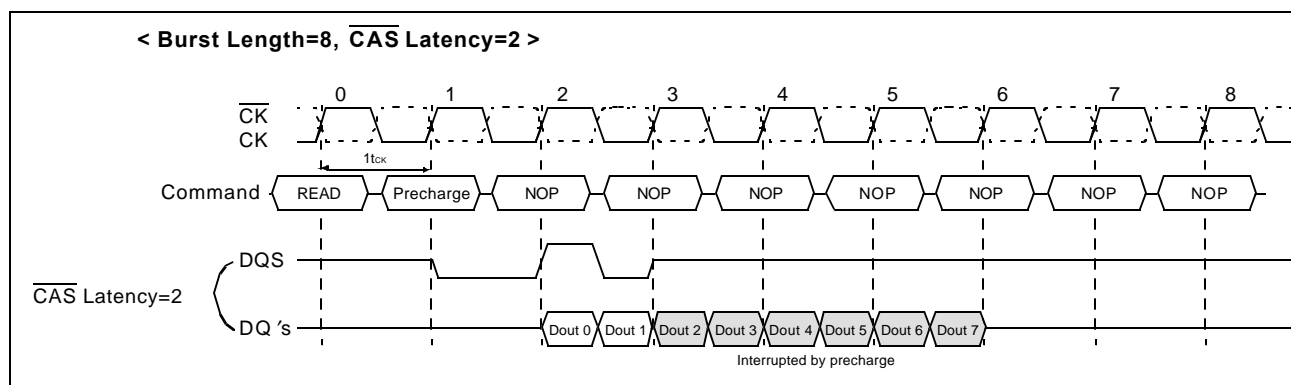 < Burst Length=8, CAS Latency=2 >
0 1 2 3 4 5 6 7 8
CK
CK
1tCK
Command READ Precharge NOP NOP NOP NOP NOP NOP NOP
DQS
CAS Latency=2
DQ 's Dout 0 Dout 1 Dout 2 Dout 3 Dout 4 Dout 5 Dout 6 Dout 7
Interrupted by precharge